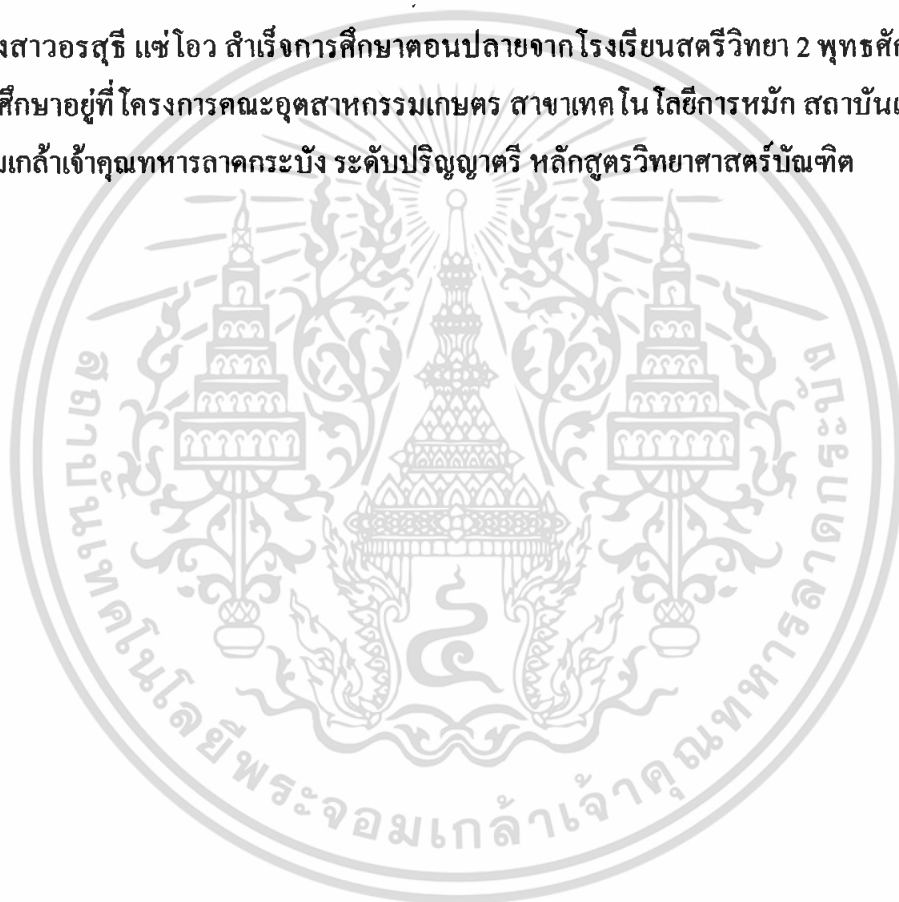 งสาวอรสุธี แซ่โอว สำเร็จการศึกษาตอนปลายจากโรงเรียนสตรีวิทยา 2 พุทธศัก
ศึกษาอยู่ที่โครงการคณะอุตสาหกรรมเกษตร สาขาเทคโนโลยีการหมัก สถาบันเ
มเกล้าเจ้าคุณทหารลาดกระบัง ระดับปริญญาตรี หลักสูตรวิทยาศาสตร์บัณฑิต
๔
สถาบันเทคโนโลยีพระจอมเกล้าเจ้าคุณทหารลาดกระบัง